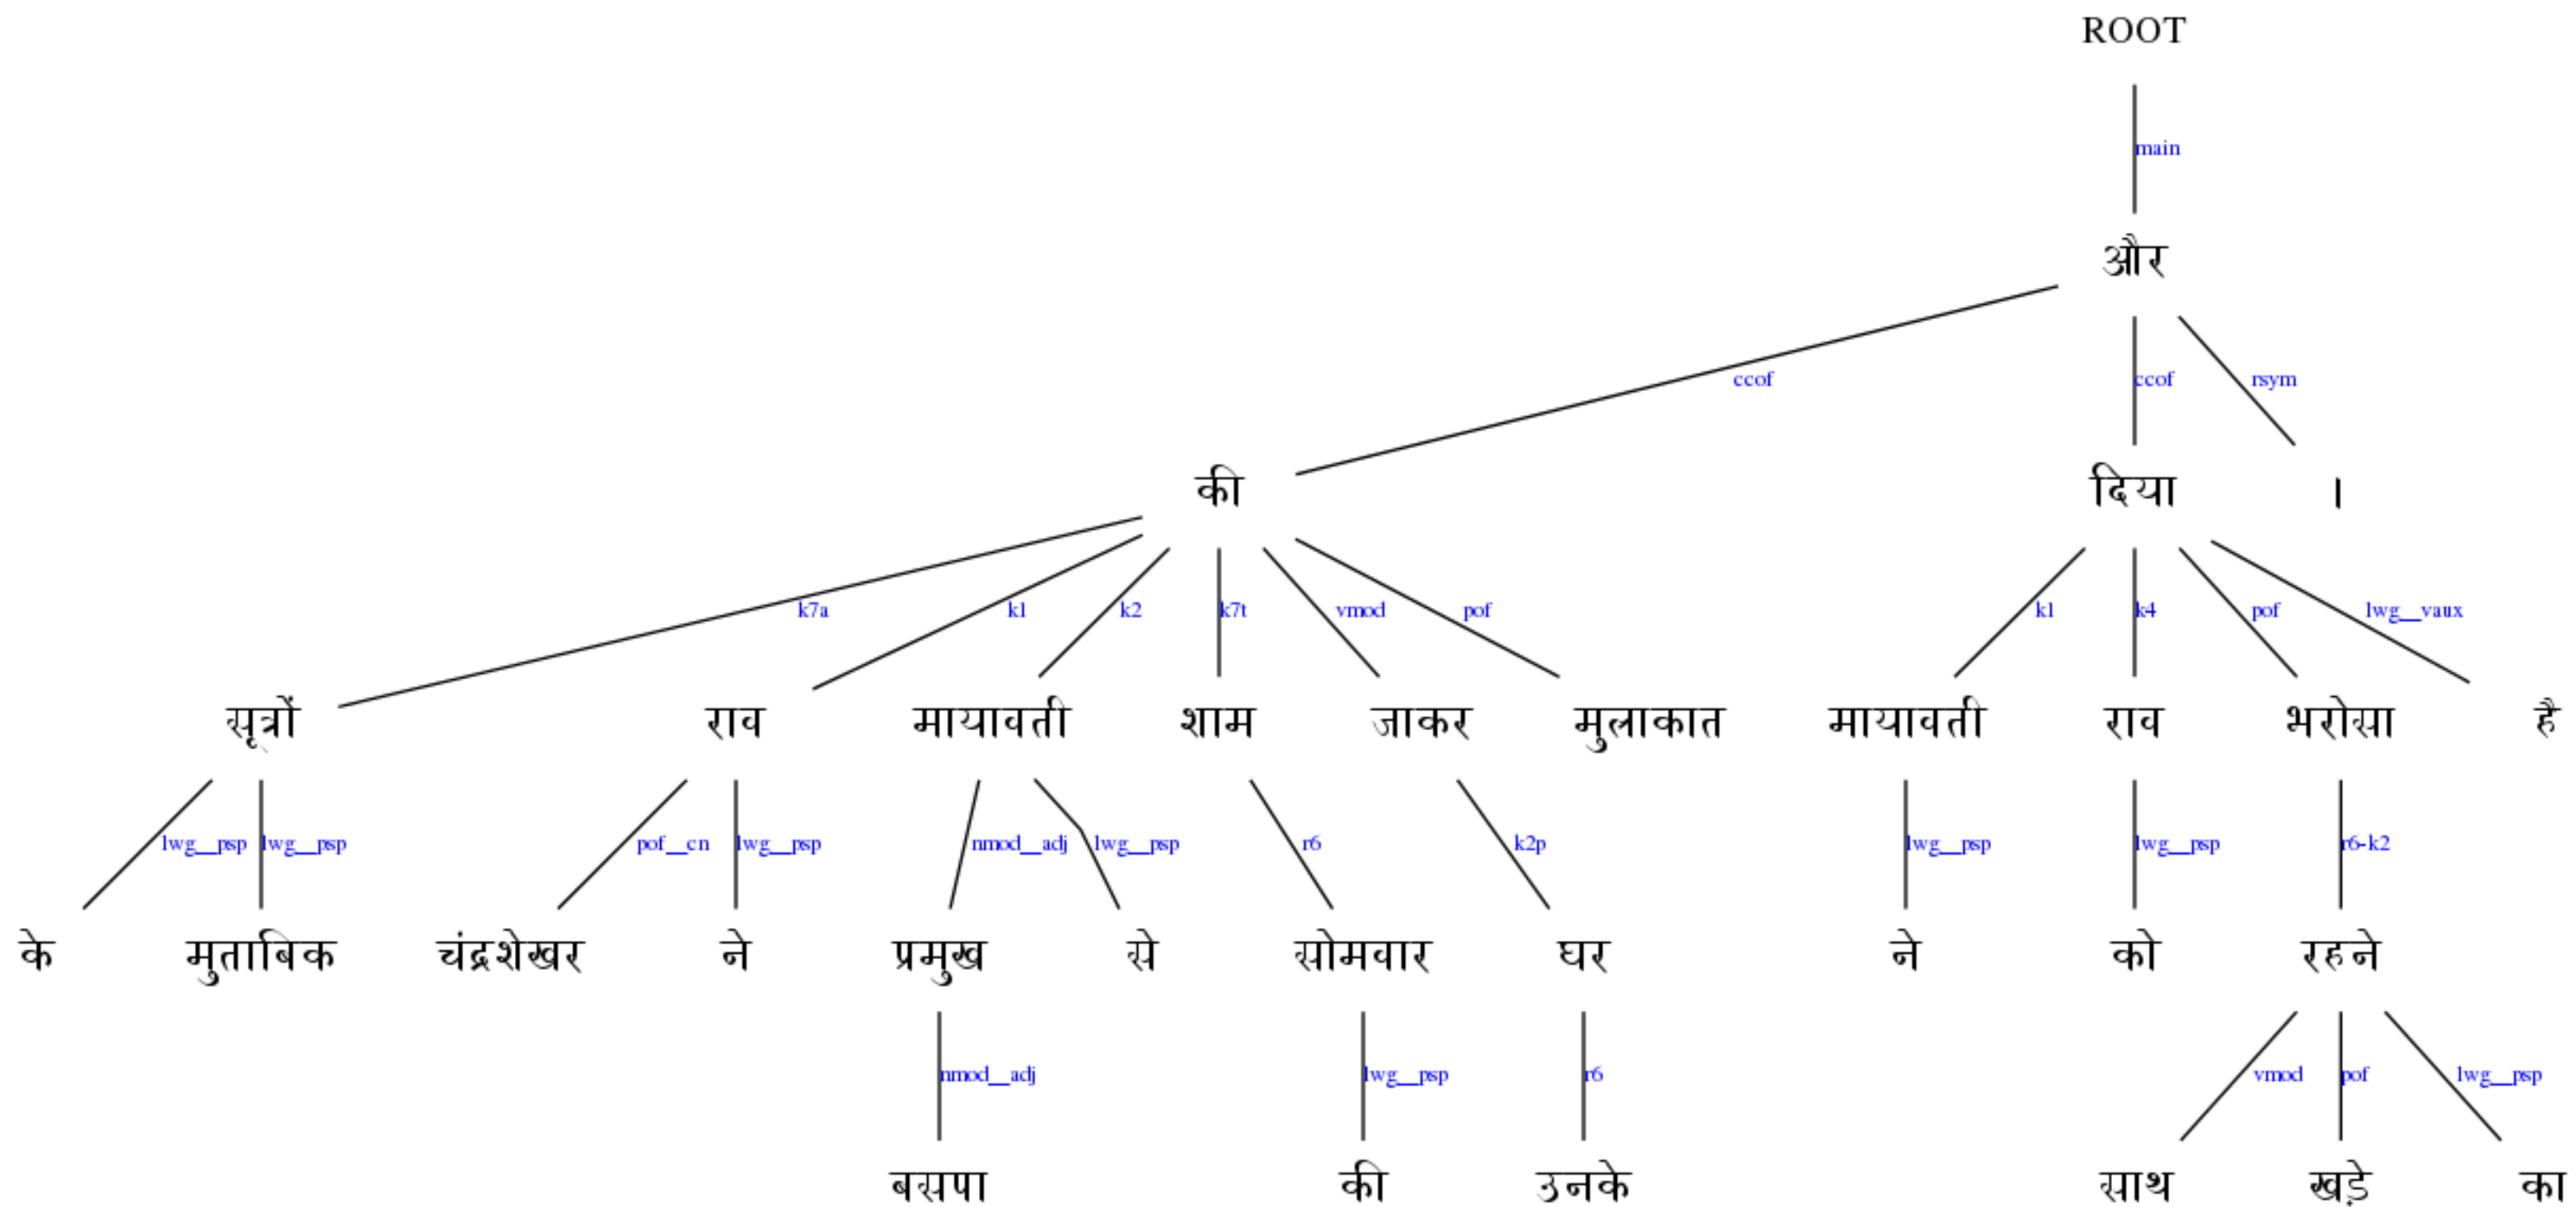 ROOT
main
और
ccof ccof rsym
की दिया ।
k7a k1 k2 k7t vmod pof k1 k4 pof lwg__vaux
सूत्रों राव मायावती शाम जाकर मुलाकात मायावती राव भरोसा है
lwg__psp lwg__psp pof__cn lwg__psp nmod__adj lwg__psp r6 k2p lwg__psp lwg__psp r6-k2
के मुताबिक चंद्रशेखर ने प्रमुख से सोमवार घर ने को रहने
nmod__adj lwg__psp r6 vmod pof lwg__psp
बसपा की उनके साथ खड़े का